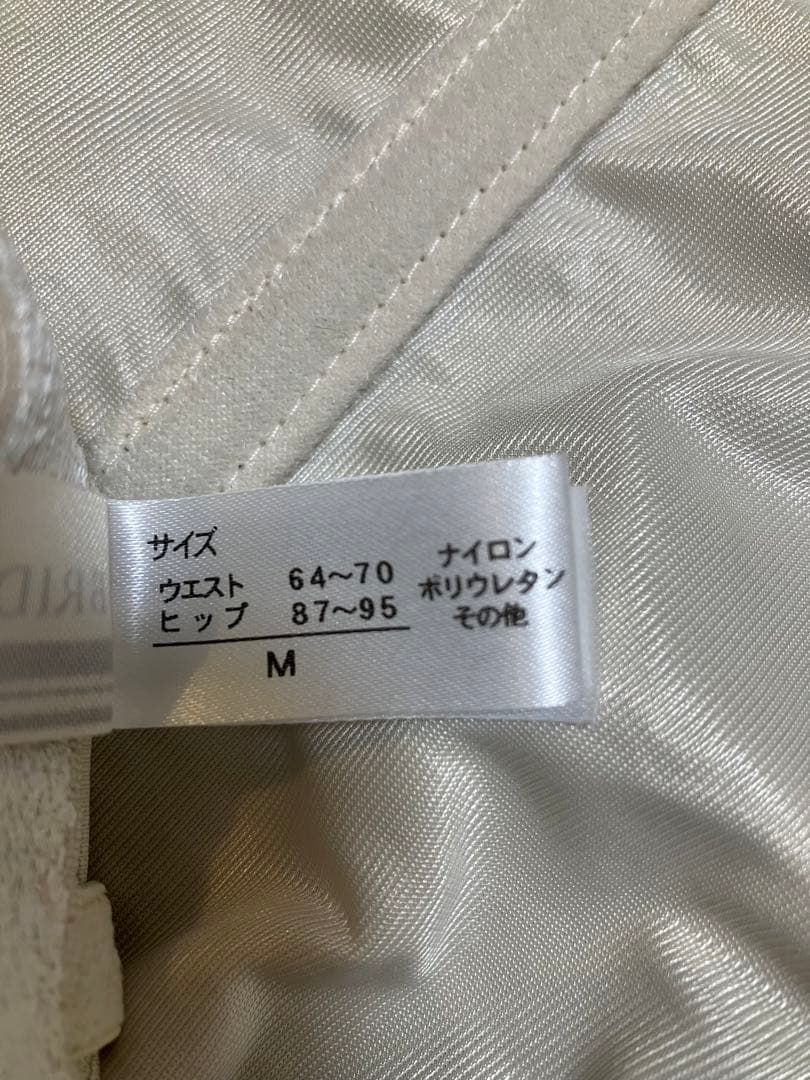 サイズ
ウエスト 64～70
ヒップ 87～95
M
ナイロン
ポリウレタン
その他
BRID